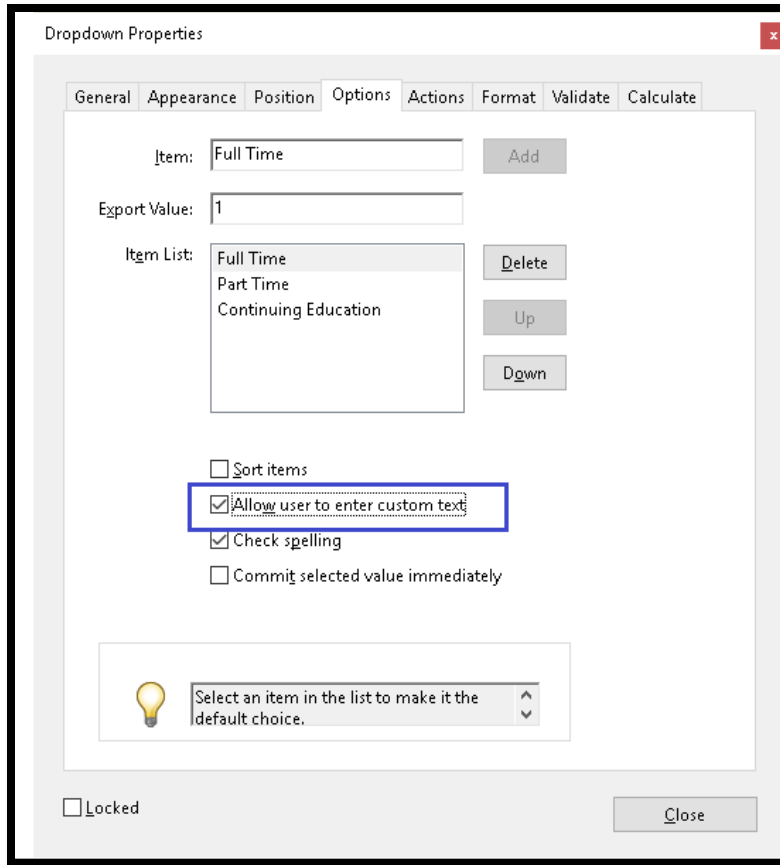 Dropdown Properties
x
General Appearance Position Options Actions Format Validate Calculate
Item: Full Time Add
Export Value: 1
Item List: Full Time Delete
Part Time
Continuing Education
Up
Down
Sort items
Allow user to enter custom text
Check spelling
Commit selected value immediately
Select an item in the list to make it the
default choice.
Locked
Close